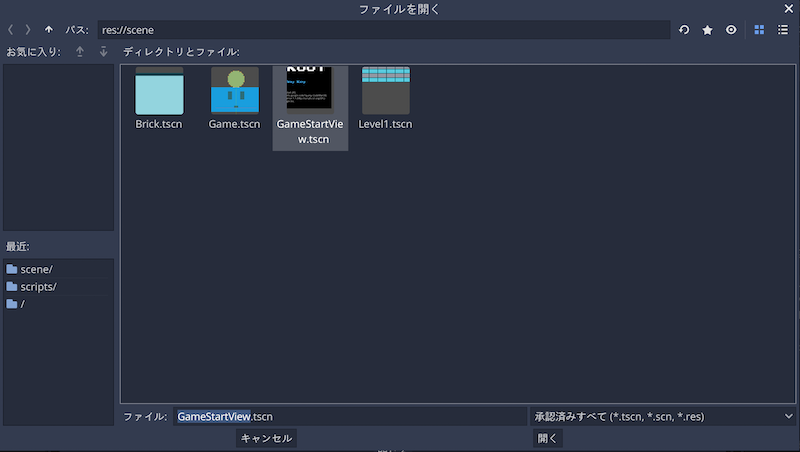 ファイルを開く
パス: res://scene
お気に入り:
ディレクトリとファイル:
Brick.tscn
Game.tscn
GameStartVie
w.tscn
Level1.tscn
最近:
scene/
scripts/
/
ファイル: GameStartView.tscn
承認済みすべて (*.tscn, *.scn, *.res)
キャンセル
開く